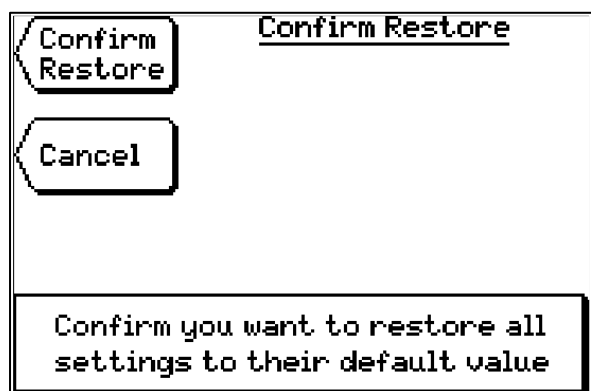 Confirm Restore
Confirm
Restore
Cancel
Confirm you want to restore all
settings to their default value